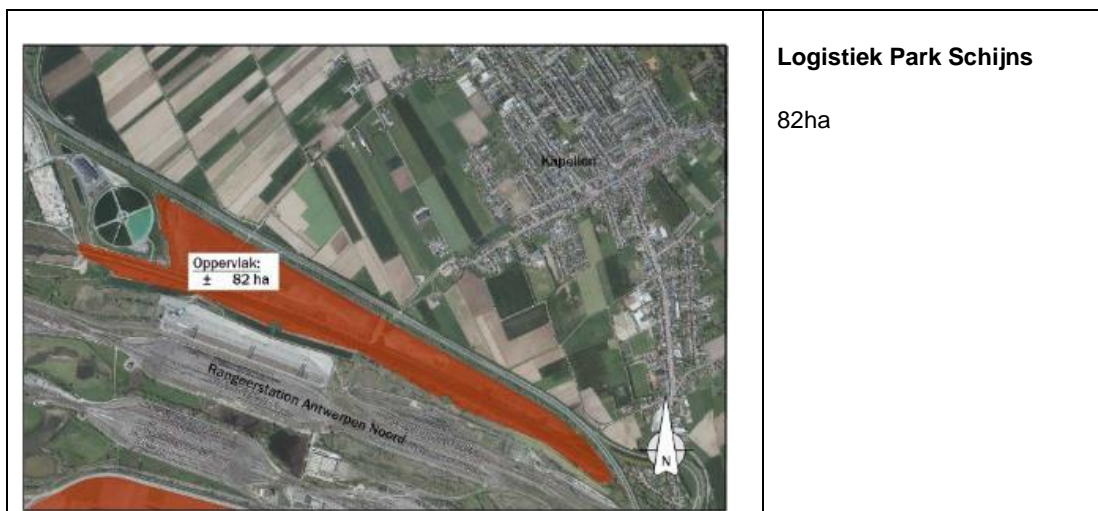 Logistiek Park Schijns
82ha
Kapellen
Oppervlak:
± 82 ha
Rangeerstation Antwerpen Noord
N